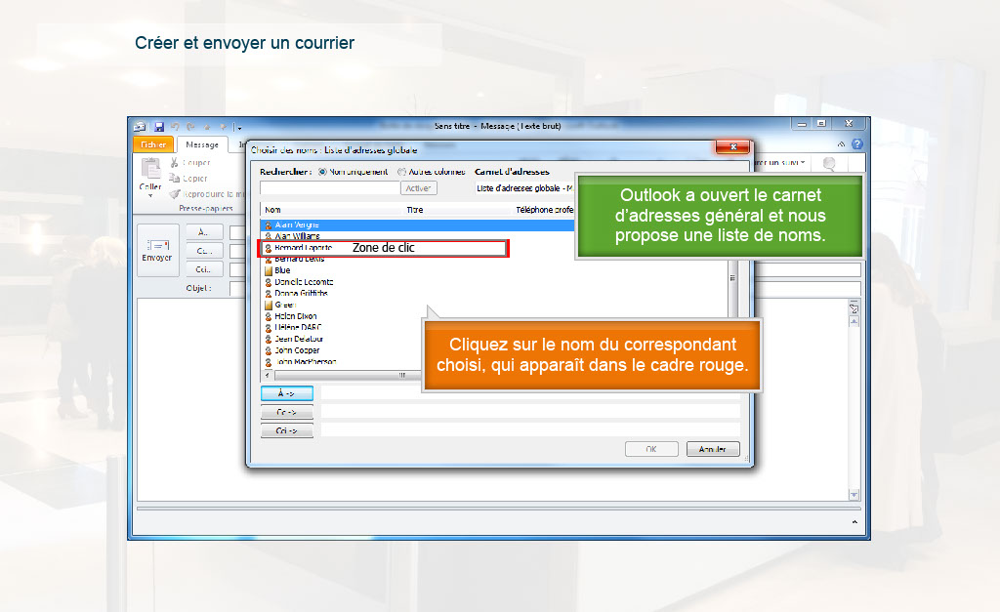 Créer et envoyer un courrier
Sans titre - Message (Texte brut)
Fichier
Message
Couper
Copier
Coller
Reproduire la mi
Presse-papiers
Envoyer
À..
Cc...
Cci...
Objet :
Choisir des noms : Liste d'adresses globale
Rechercher : Nom uniquement Autres colonnes Carnet d'adresses
Activer
Liste d'adresses globale - M
Nom Titre Téléphone profe
Alain Vergne
Alan Williams
Bernard Laporte Zone de clic
Bernard Lewis
Blue
Danielle Lecomte
Donna Griffiths
Green
Helen Dixon
Hélène DARC
Jean Delatour
John Cooper
John MacPherson
À ->
Cc ->
Cci ->
OK Annuler
Outlook a ouvert le carnet
d'adresses général et nous
propose une liste de noms.
Cliquez sur le nom du correspondant
choisi, qui apparaît dans le cadre rouge.